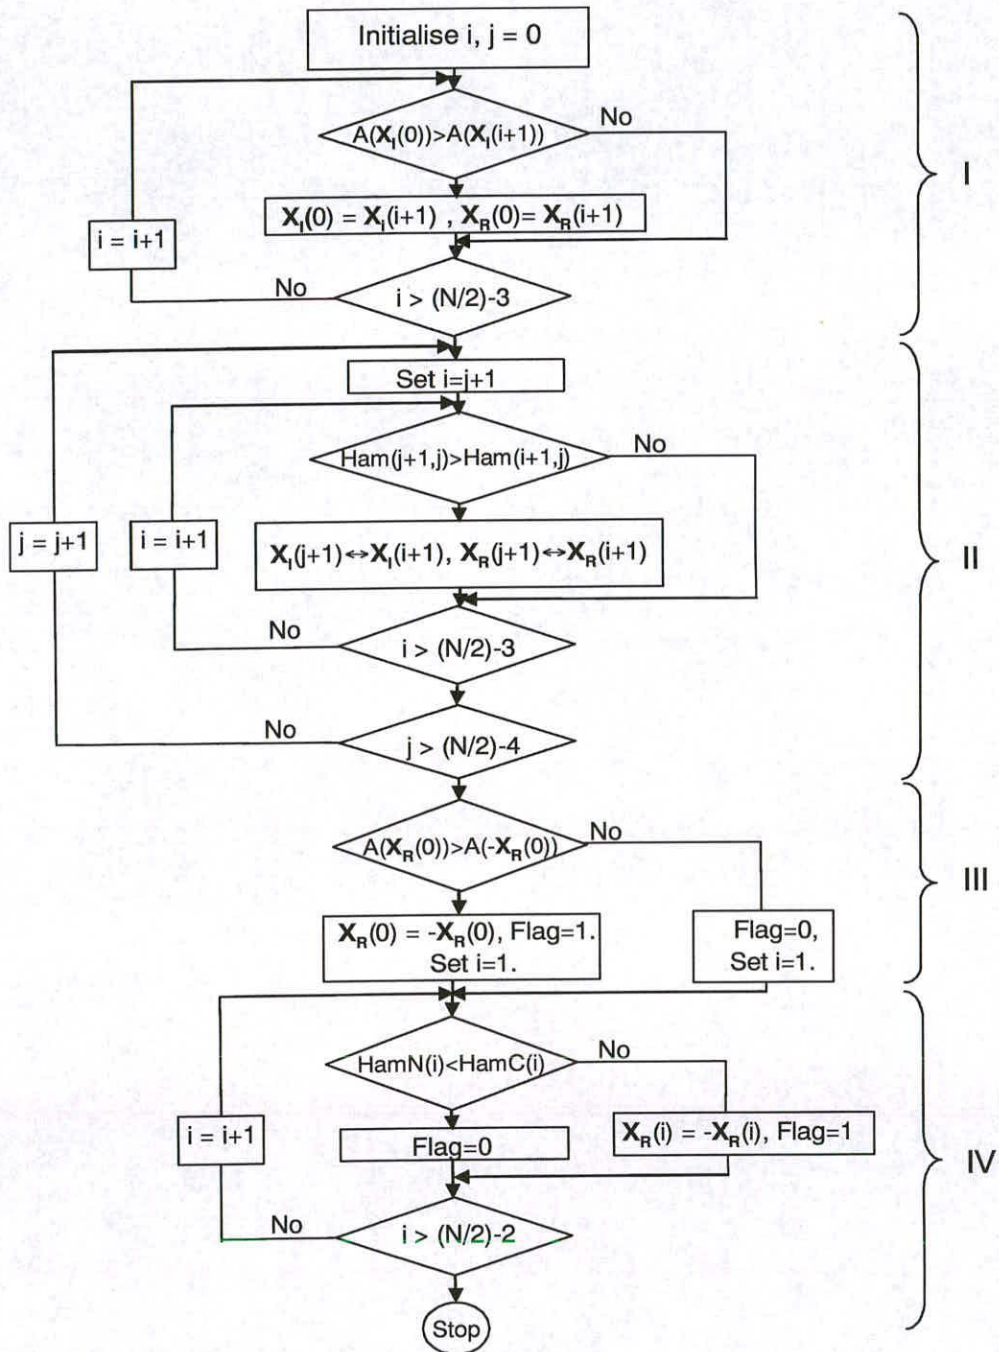 Initialise i, j = 0
A(X_I(0))>A(X_I(i+1))
No
I
X_I(0) = X_I(i+1) , X_R(0)= X_R(i+1)
i = i+1
No
i > (N/2)-3
Set i=j+1
Ham(j+1,j)>Ham(i+1,j)
No
j = j+1
i = i+1
X_I(j+1)↔X_I(i+1), X_R(j+1)↔X_R(i+1)
II
No
i > (N/2)-3
No
j > (N/2)-4
A(X_R(0))>A(-X_R(0))
No
III
X_R(0) = -X_R(0), Flag=1.
Set i=1.
Flag=0,
Set i=1.
HamN(i)<HamC(i)
No
i = i+1
Flag=0
X_R(i) = -X_R(i), Flag=1
IV
No
i > (N/2)-2
Stop